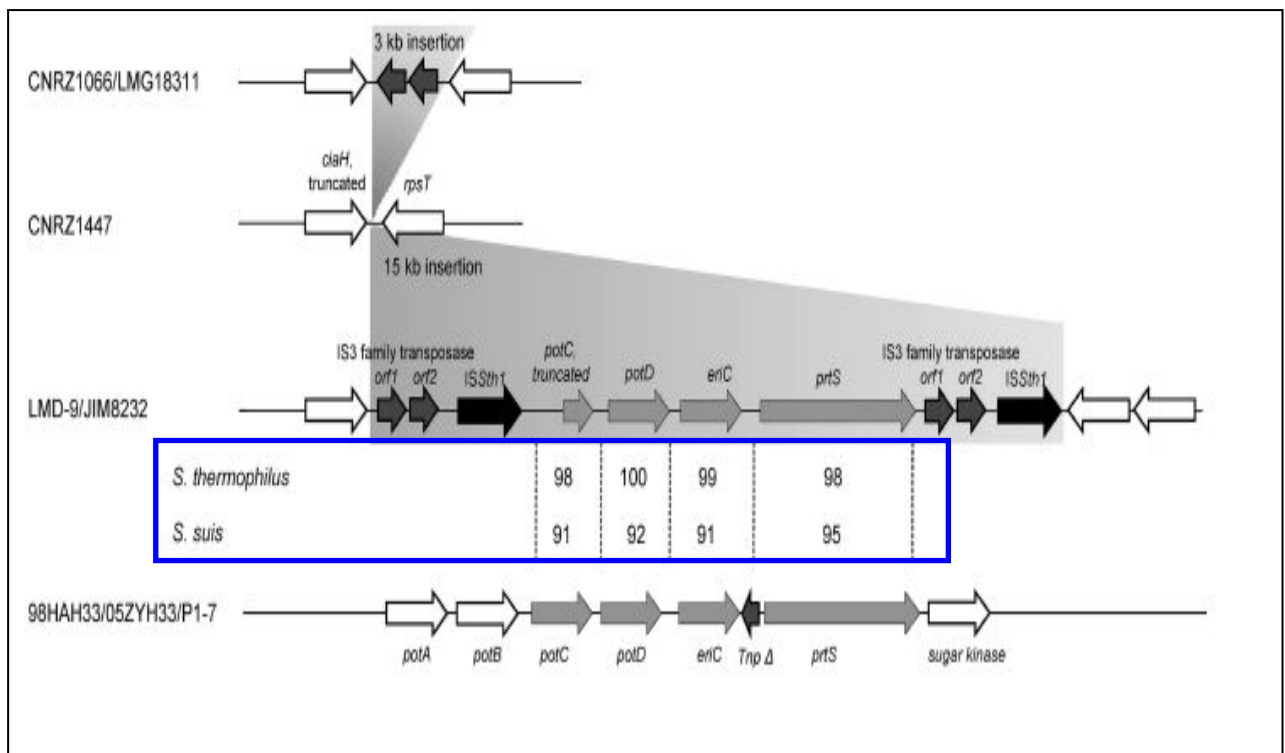 3 kb insertion
CNRZ1066/LMG18311
ciaH,
truncated
rpsT
CNRZ1447
15 kb insertion
IS3 family transposase
potC,
truncated
IS3 family transposase
orf1 orf2 ISSth1 potD eriC prtS orf1 orf2 ISSth1
LMD-9/JIM8232
S. thermophilus 98 100 99 98
S. suis 91 92 91 95
98HAH33/05ZYH33/P1-7
potA potB potC potD eriC Tnp Δ prtS sugar kinase